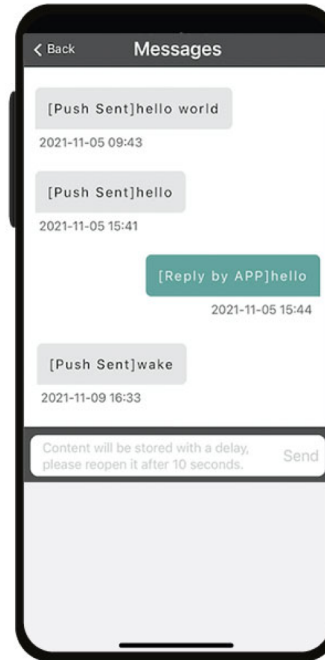 Back
Messages
[Push Sent]hello world
2021-11-05 09:43
[Push Sent]hello
2021-11-05 15:41
[Reply by APP]hello
2021-11-05 15:44
[Push Sent]wake
2021-11-09 16:33
Content will be stored with a delay,
please reopen it after 10 seconds.
Send